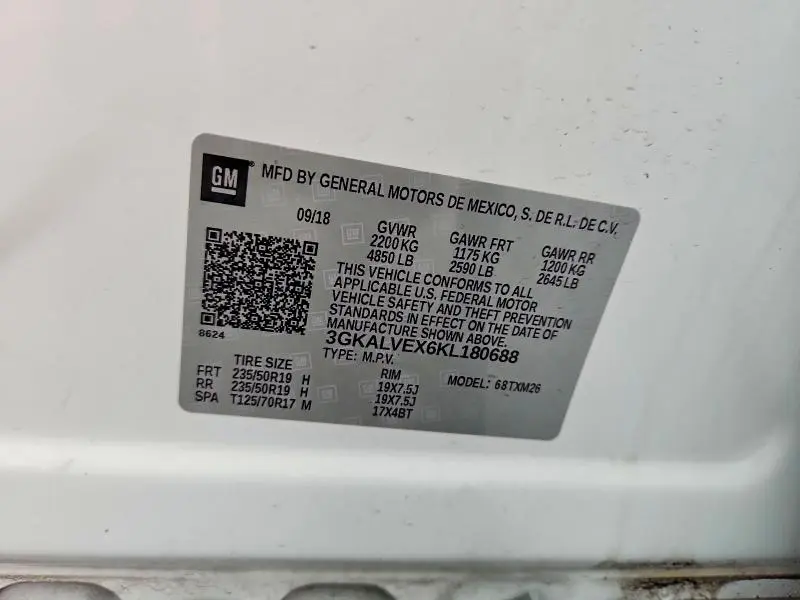 GM ® MFD BY GENERAL MOTORS DE MEXICO, S. DE R.L. DE C.V.
09/18 GVWR GAWR FRT GAWR RR
2200 KG 1175 KG 1200 KG
4850 LB 2590 LB 2645 LB
THIS VEHICLE CONFORMS TO ALL
APPLICABLE U.S. FEDERAL MOTOR
VEHICLE SAFETY AND THEFT PREVENTION
STANDARDS IN EFFECT ON THE DATE OF
MANUFACTURE SHOWN ABOVE.
8624
3GKALVEX6KL180688
TYPE: M.P.V.
TIRE SIZE RIM MODEL: 68TXM26
FRT 235/50R19 H 19X7.5J
RR 235/50R19 H 19X7.5J
SPA T125/70R17 M 17X4BT